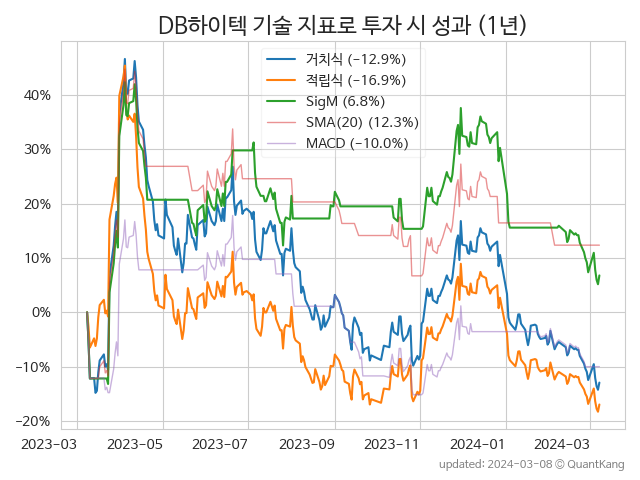 DB하이텍 기술 지표로 투자 시 성과 (1년)
거치식 (−12.9%)
적립식 (−16.9%)
SigM (6.8%)
SMA(20) (12.3%)
MACD (−10.0%)
40%
30%
20%
10%
0%
−10%
−20%
2023−03
2023−05
2023−07
2023−09
2023−11
2024−01
2024−03
updated: 2024−03−08 ⓒ QuantKang